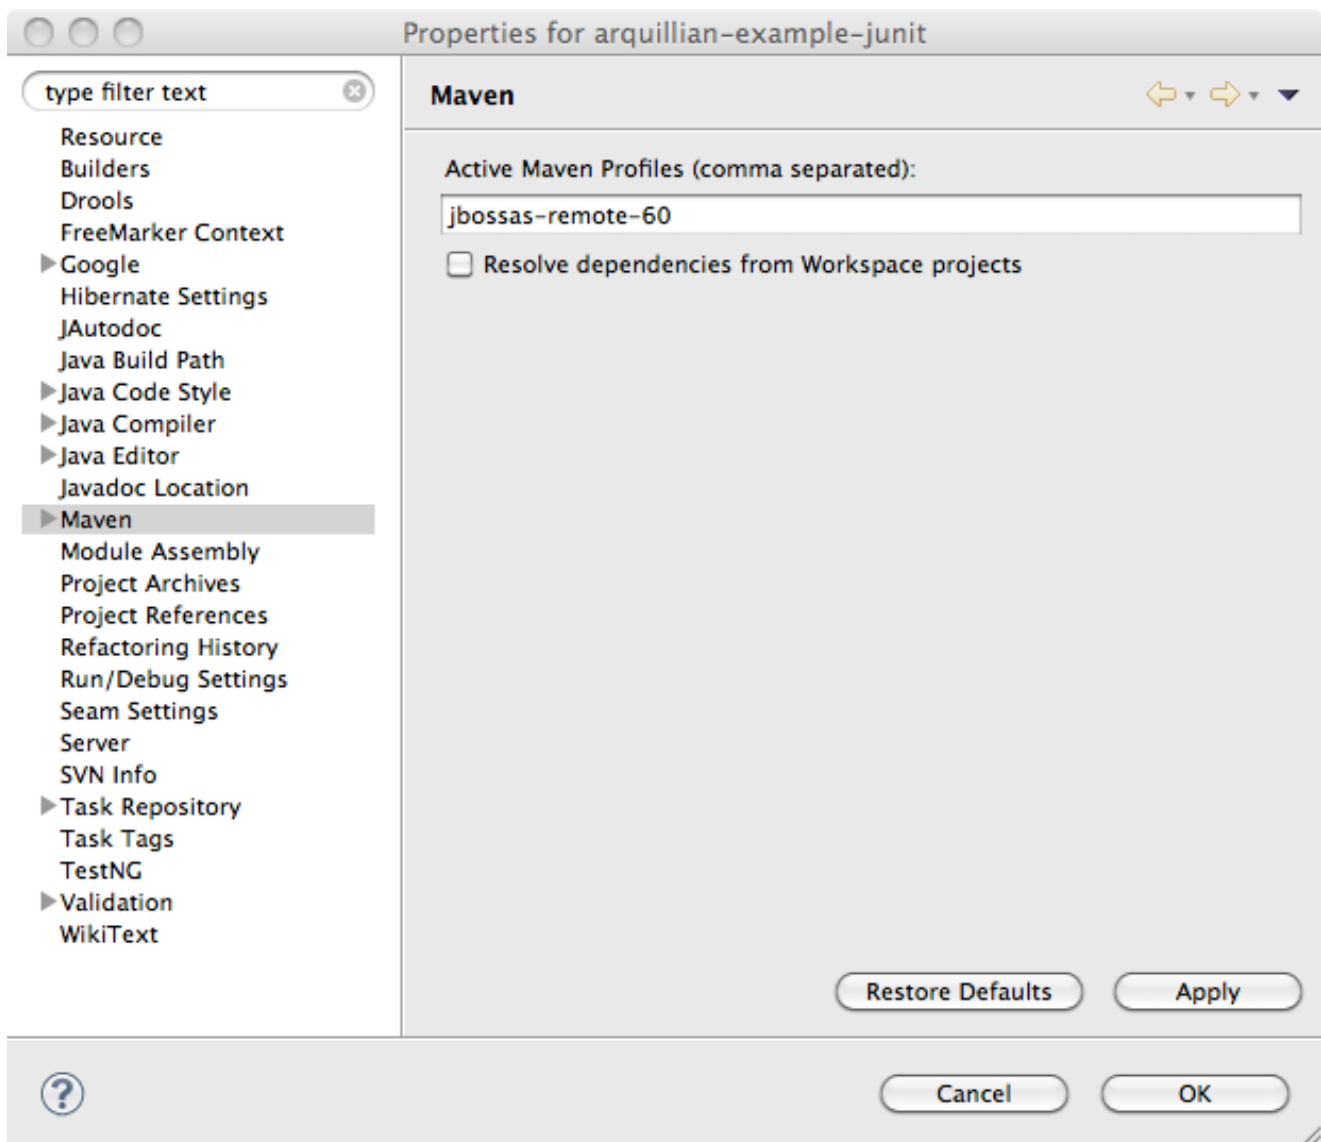 Properties for arquillian-example-junit
type filter text
Resource
Builders
Drools
FreeMarker Context
Google
Hibernate Settings
JAutodoc
Java Build Path
Java Code Style
Java Compiler
Java Editor
Javadoc Location
Maven
Module Assembly
Project Archives
Project References
Refactoring History
Run/Debug Settings
Seam Settings
Server
SVN Info
Task Repository
Task Tags
TestNG
Validation
WikiText
Maven
Active Maven Profiles (comma separated):
jbossas-remote-60
Resolve dependencies from Workspace projects
Restore Defaults
Apply
?
Cancel
OK